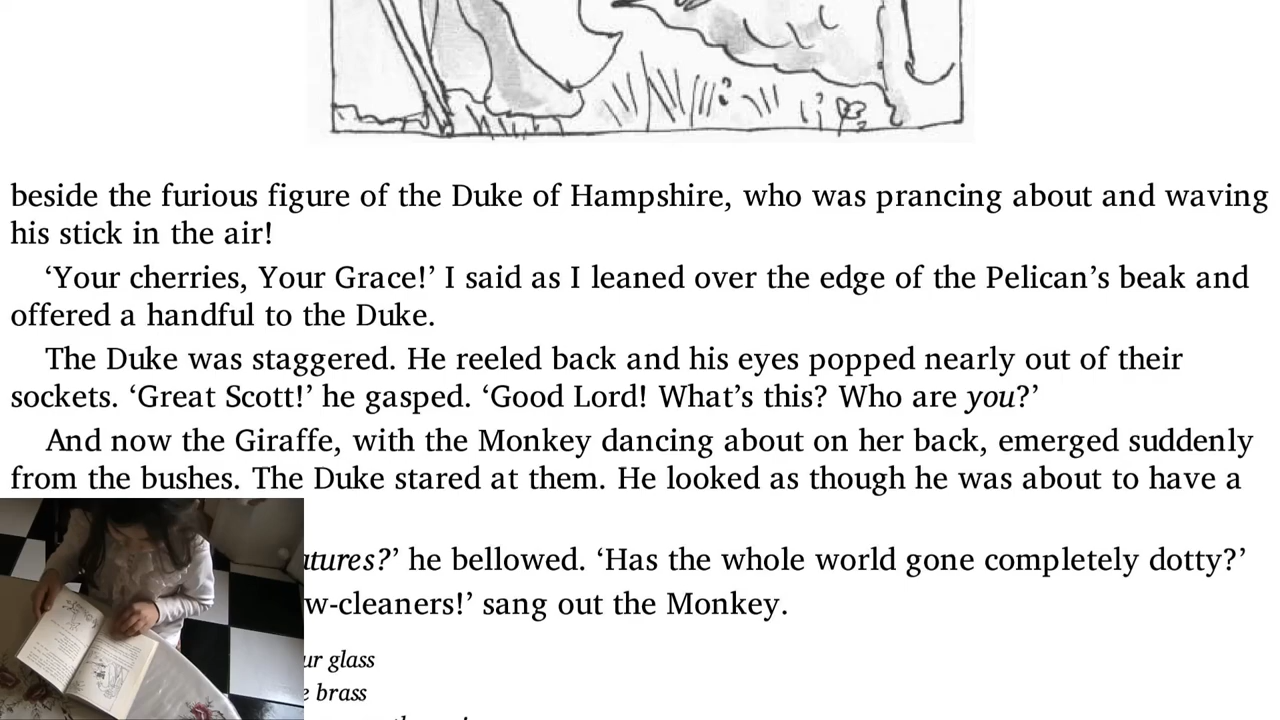 beside the furious figure of the Duke of Hampshire, who was prancing about and waving
his stick in the air!
‘Your cherries, Your Grace!’ I said as I leaned over the edge of the Pelican’s beak and
offered a handful to the Duke.
The Duke was staggered. He reeled back and his eyes popped nearly out of their
sockets. ‘Great Scott!’ he gasped. ‘Good Lord! What’s this? Who are you?’
And now the Giraffe, with the Monkey dancing about on her back, emerged suddenly
from the bushes. The Duke stared at them. He looked as though he was about to have a
atures?’ he bellowed. ‘Has the whole world gone completely dotty?’
w-cleaners!’ sang out the Monkey.
ur glass
e brass